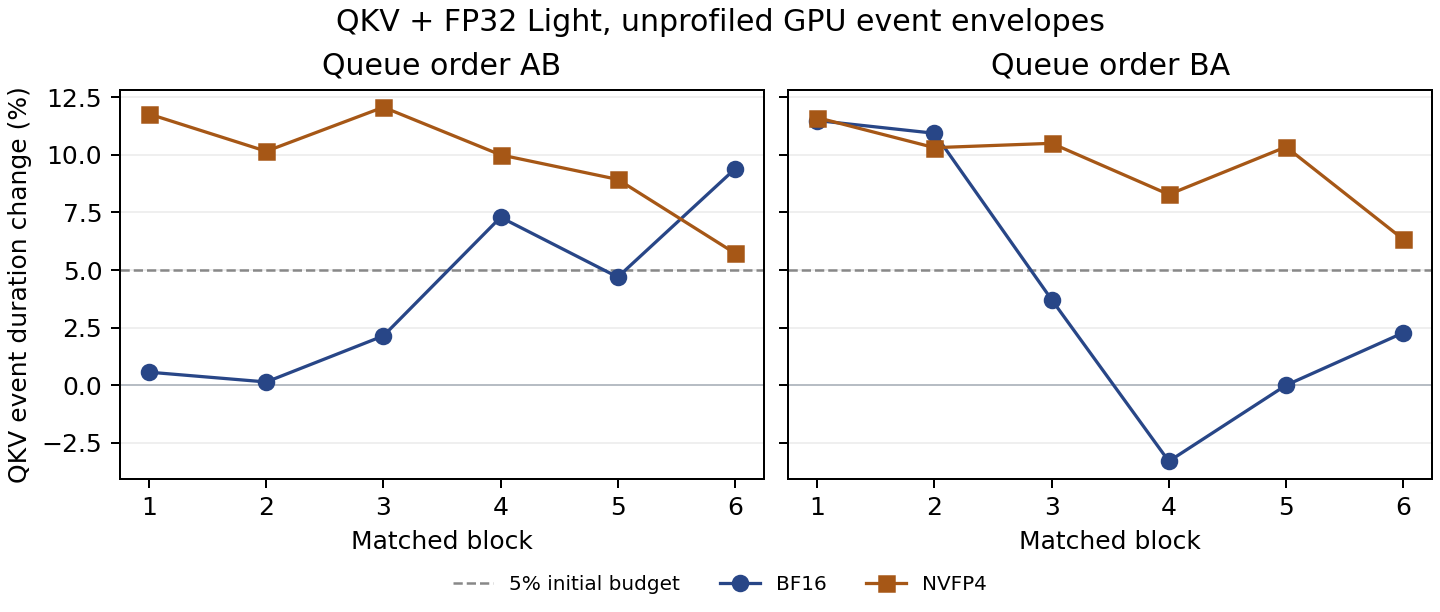 QKV + FP32 Light, unprofiled GPU event envelopes
Queue order AB
Queue order BA
QKV event duration change (%)
12.5
10.0
7.5
5.0
2.5
0.0
−2.5
1 2 3 4 5 6
1 2 3 4 5 6
Matched block
Matched block
5% initial budget
BF16
NVFP4